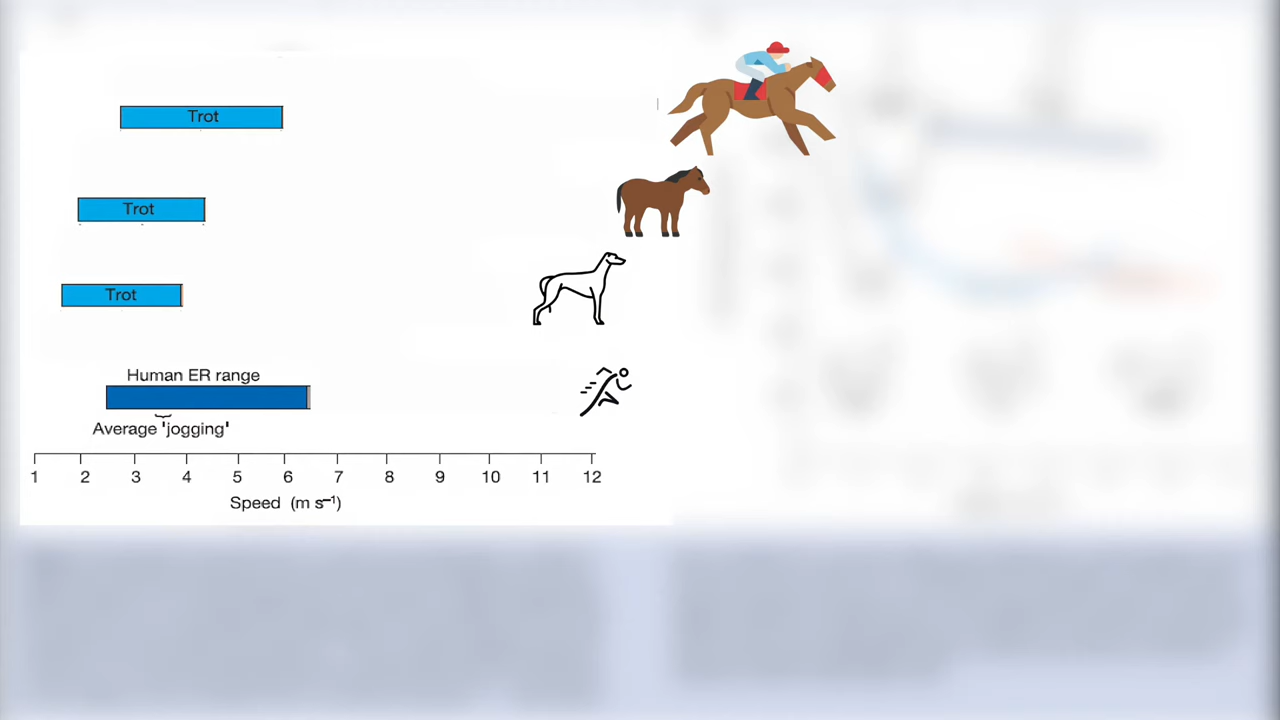 Trot
Trot
Trot
Human ER range
Average 'jogging'
1 2 3 4 5 6 7 8 9 10 11 12
Speed (m s⁻¹)